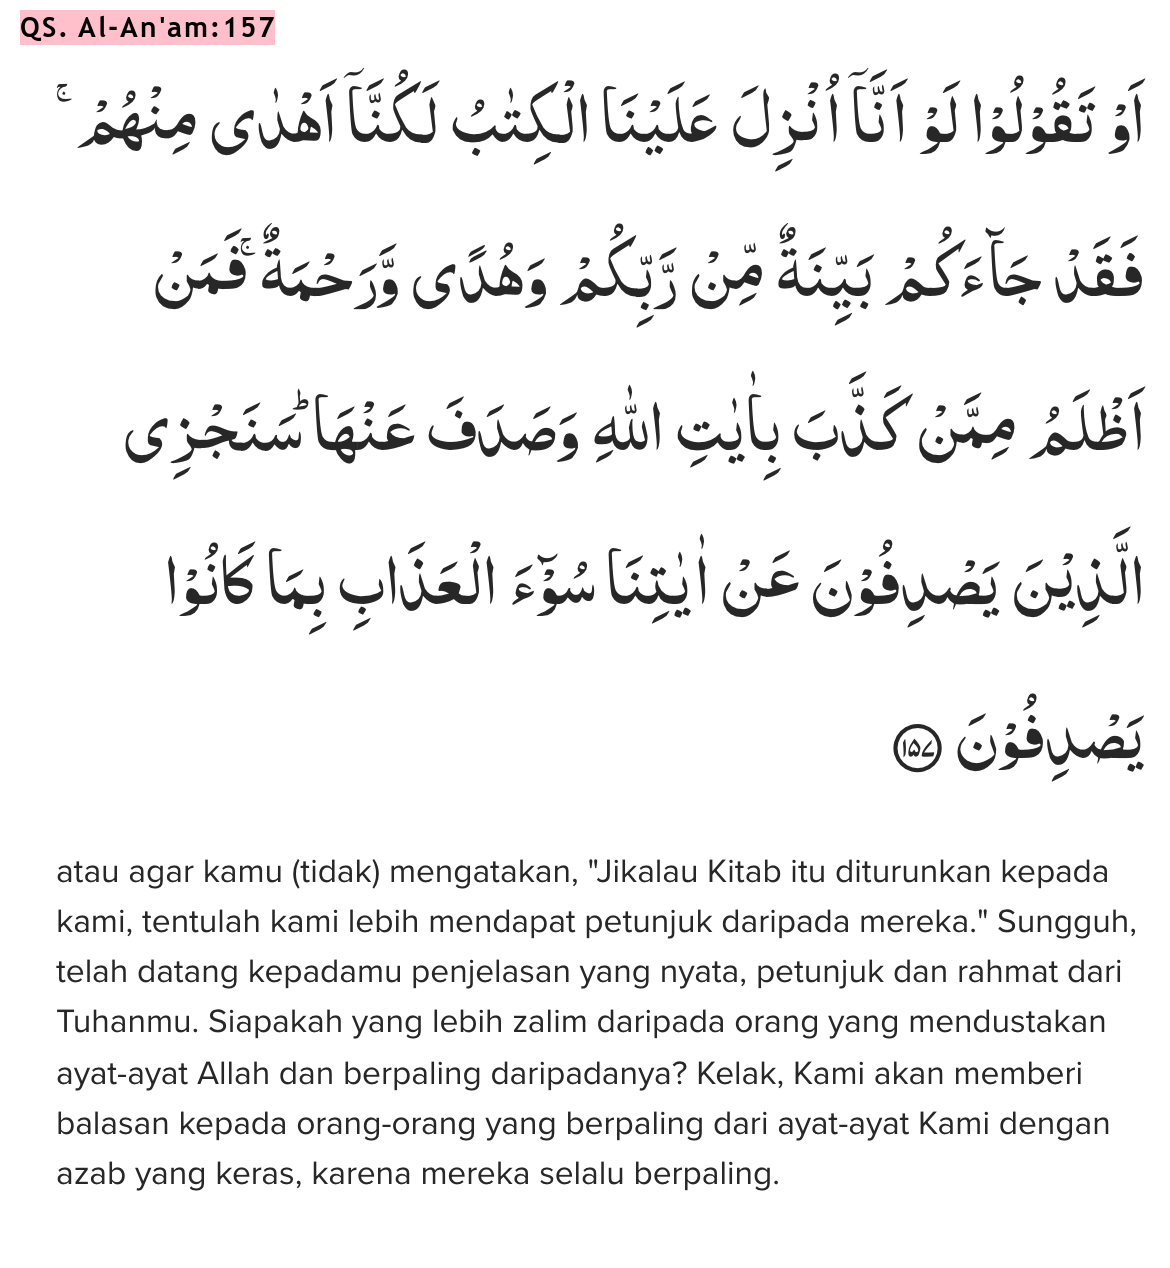 QS. Al-An'am:157
اَوْ تَقُوْلُوْا لَوْ اَنَّآ اُنْزِلَ عَلَيْنَا الْكِتٰبُ لَكُنَّآ اَهْدٰى مِنْهُمْ ۚ
فَقَدْ جَاۤءَكُمْ بَيِّنَةٌ مِّنْ رَّبِّكُمْ وَهُدًى وَّرَحْمَةٌ ۚفَمَنْ
اَظْلَمُ مِمَّنْ كَذَّبَ بِاٰيٰتِ اللّٰهِ وَصَدَفَ عَنْهَا ۗسَنَجْزِى
الَّذِيْنَ يَصْدِفُوْنَ عَنْ اٰيٰتِنَا سُوْۤءَ الْعَذَابِ بِمَا كَانُوْا
يَصْدِفُوْنَ ۝١٥٧
atau agar kamu (tidak) mengatakan, "Jikalau Kitab itu diturunkan kepada
kami, tentulah kami lebih mendapat petunjuk daripada mereka." Sungguh,
telah datang kepadamu penjelasan yang nyata, petunjuk dan rahmat dari
Tuhanmu. Siapakah yang lebih zalim daripada orang yang mendustakan
ayat-ayat Allah dan berpaling daripadanya? Kelak, Kami akan memberi
balasan kepada orang-orang yang berpaling dari ayat-ayat Kami dengan
azab yang keras, karena mereka selalu berpaling.